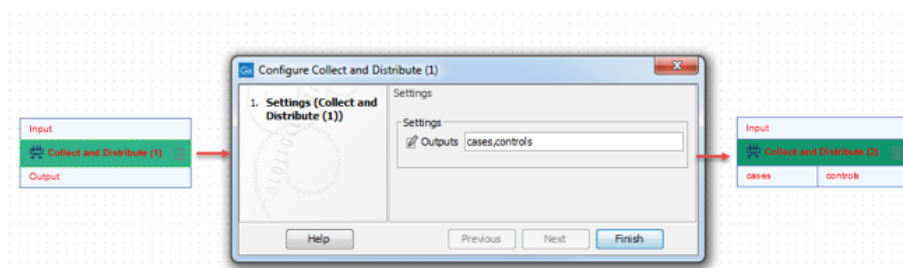 Input
Collect and Distribute (1)
Output
Gx Configure Collect and Distribute (1)
1. Settings (Collect and
Distribute (1))
Settings
Settings
Outputs cases,controls
Help Previous Next Finish
Input
Collect and Distribute (2)
cases controls